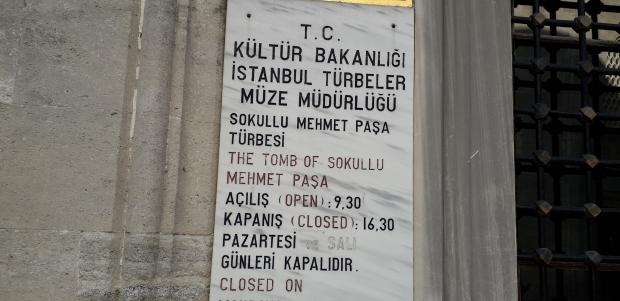 T.C.
KÜLTÜR BAKANLIĞI
İSTANBUL TÜRBELER
MÜZE MÜDÜRLÜĞÜ
SOKULLU MEHMET PAŞA
TÜRBESİ
THE TOMB OF SOKULLU
MEHMET PAŞA
AÇILIŞ (OPEN): 9,30
KAPANIŞ (CLOSED): 16,30
PAZARTESİ ve SALI
GÜNLERİ KAPALIDIR.
CLOSED ON